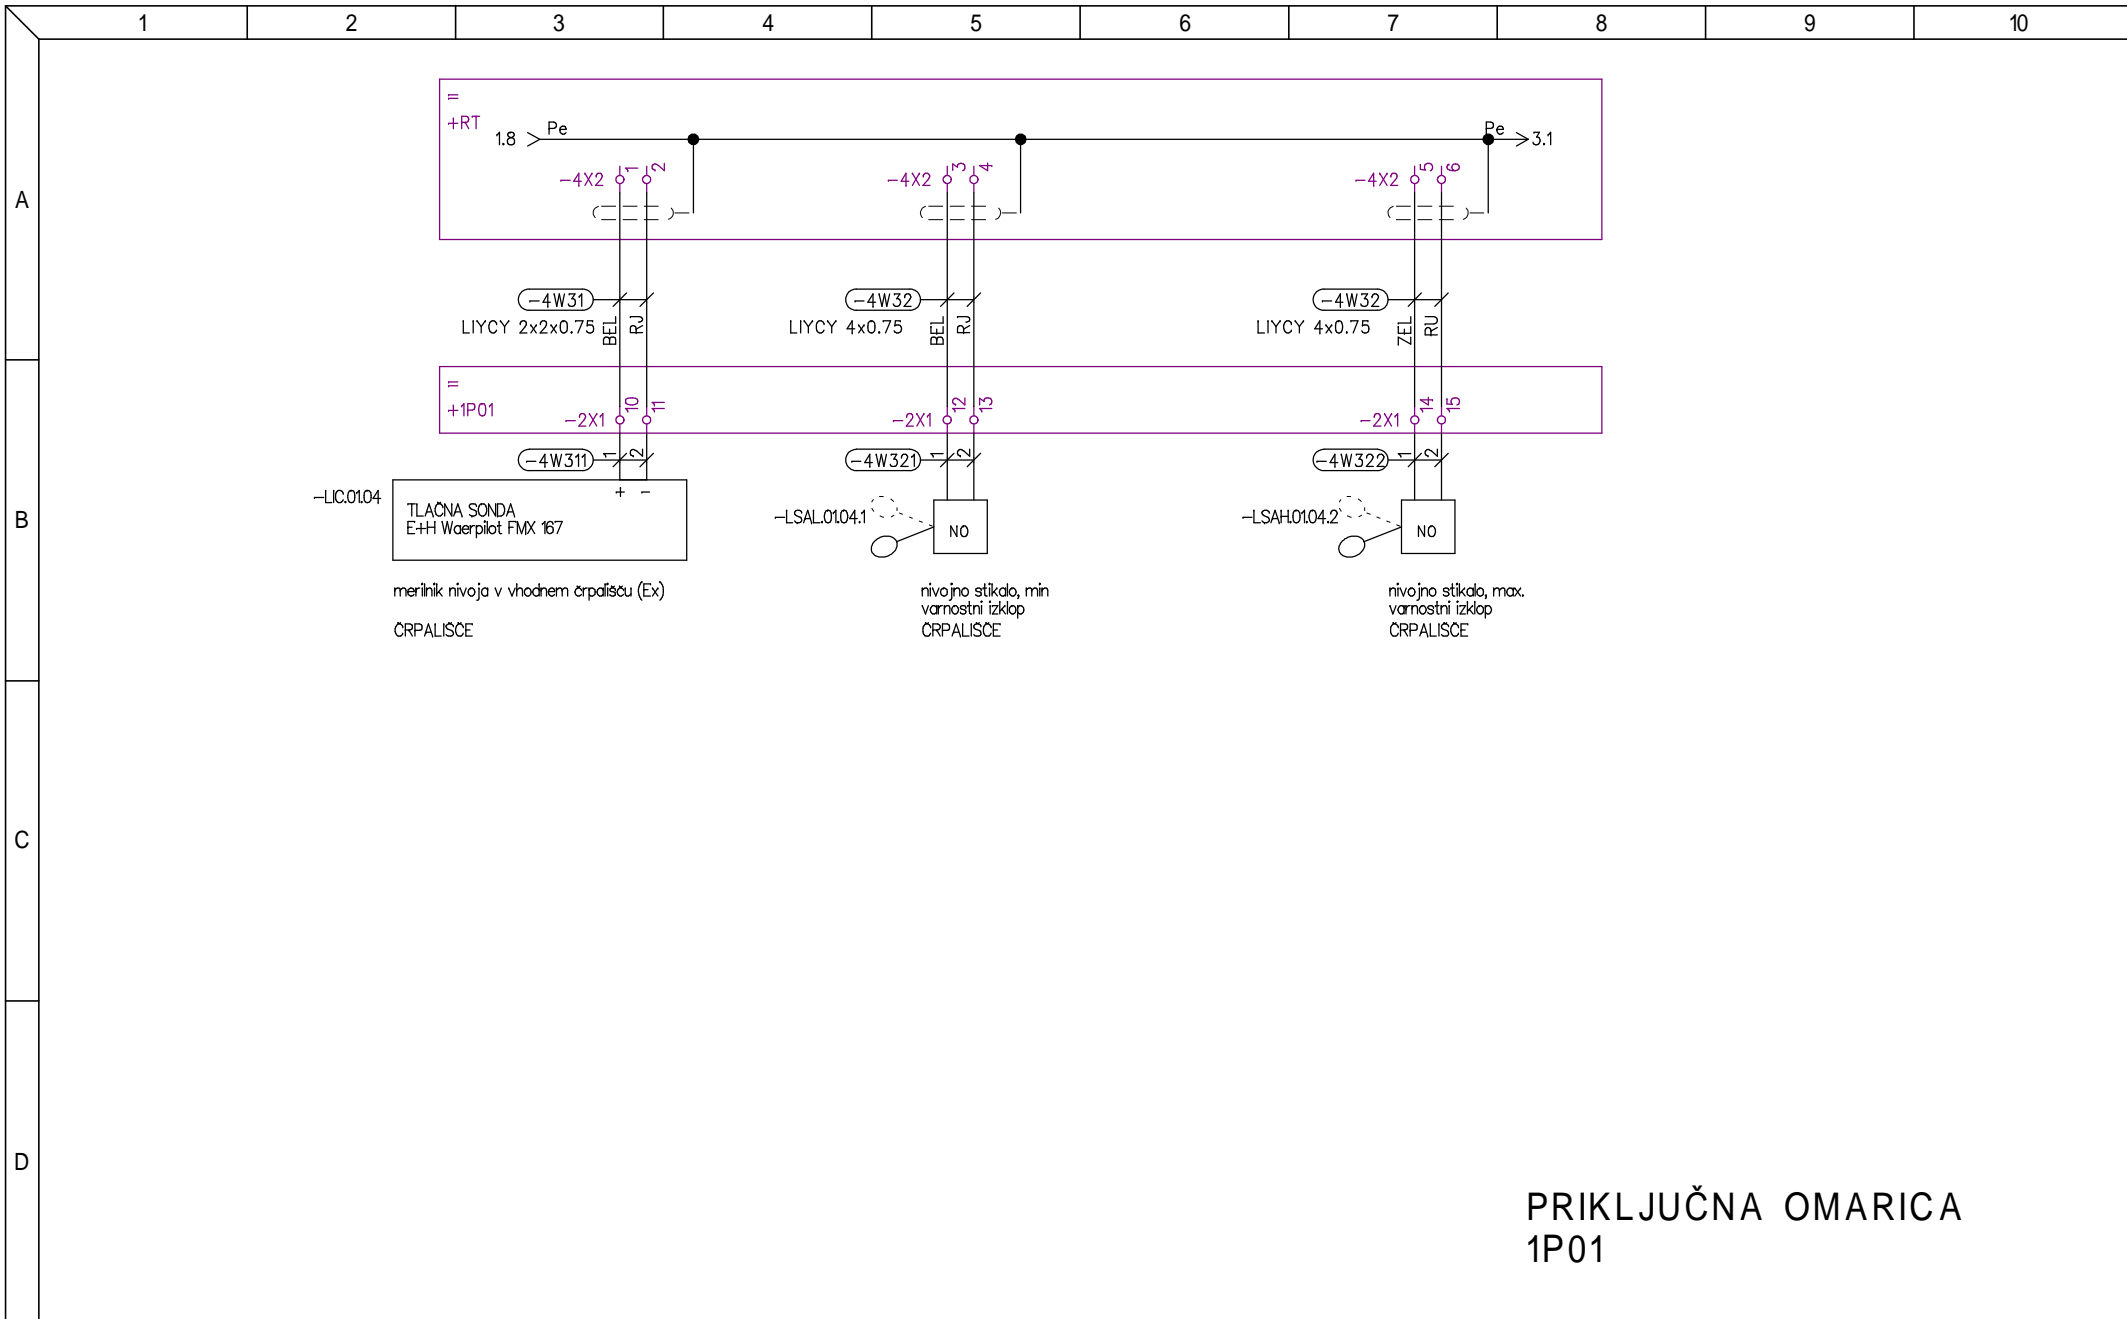 1 2 3 4 5 6 7 8 9 10
A
B
C
D
=
+RT
1.8 Pe Pe 3.1
-4X2 1 2 -4X2 3 4 -4X2 5 6
-4W31 -4W32 -4W32
LIYCY 2x2x0.75 BEL RJ LIYCY 4x0.75 BEL RJ LIYCY 4x0.75 ZEL RU
=
+1P01
-2X1 10 11 -2X1 12 13 -2X1 14 15
-4W311 1 2 -4W321 1 2 -4W322 1 2
-LIC.01.04 + -
TLAČNA SONDA
E+H Waerpilot FMX 167
-LSAL.01.04.1 NO
-LSAH.01.04.2 NO
merilnik nivoja v vhodnem črpališču (Ex)
ČRPALIŠČE
nivojno stikalo, min
varnostni izklop
ČRPALIŠČE
nivojno stikalo, max.
varnostni izklop
ČRPALIŠČE
PRIKLJUČNA OMARICA
1P01